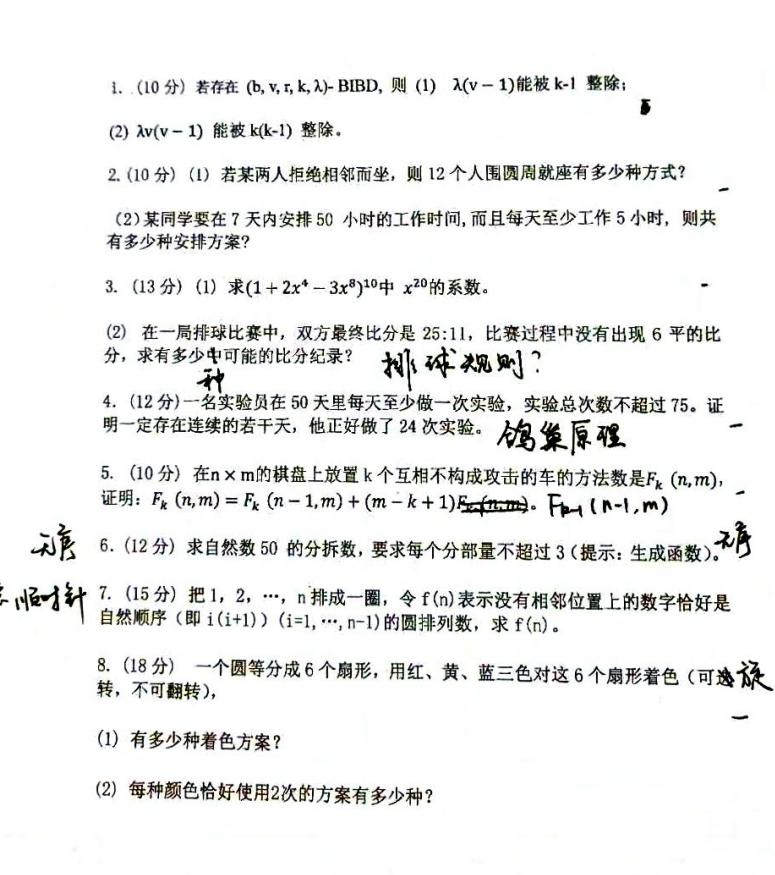 1. (10 分) 若存在 (b, v, r, k, λ)- BIBD, 则 (1) λ(v − 1)能被 k-1 整除;
(2) λv(v − 1) 能被 k(k-1) 整除。
2. (10 分) (1) 若某两人拒绝相邻而坐, 则 12 个人围圆周就座有多少种方式?
(2)某同学要在 7 天内安排 50 小时的工作时间, 而且每天至少工作 5 小时, 则共
有多少种安排方案?
3. (13 分) (1) 求(1 + 2x⁴ − 3x⁸)¹⁰中 x²⁰的系数。
(2) 在一局排球比赛中, 双方最终比分是 25:11, 比赛过程中没有出现 6 平的比
分, 求有多少中可能的比分纪录? 排球规则?
种
4. (12 分)一名实验员在 50 天里每天至少做一次实验, 实验总次数不超过 75。证
明一定存在连续的若干天, 他正好做了 24 次实验。 鸽巢原理
5. (10 分) 在n × m的棋盘上放置 k 个互相不构成攻击的车的方法数是Fₖ (n, m),
证明: Fₖ (n, m) = Fₖ (n − 1, m) + (m − k + 1)Fₖ (n, m)。 Fₖ₋₁ (n-1, m)
无序 6. (12 分) 求自然数 50 的分拆数, 要求每个分部量不超过 3 (提示: 生成函数)。无序
顺时针 7. (15 分) 把 1, 2, …, n 排成一圈, 令 f(n) 表示没有相邻位置上的数字恰好是
自然顺序 (即 i(i+1)) (i=1, …, n-1) 的圆排列数, 求 f(n)。
8. (18 分) 一个圆等分成 6 个扇形, 用红、黄、蓝三色对这 6 个扇形着色 (可旋
转, 不可翻转),
(1) 有多少种着色方案?
(2) 每种颜色恰好使用2次的方案有多少种?